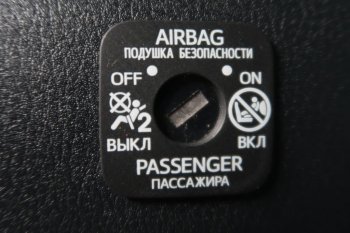 AIRBAG
ПОДУШКА БЕЗОПАСНОСТИ
OFF ON
2
ВЫКЛ ВКЛ
PASSENGER
ПАССАЖИРА